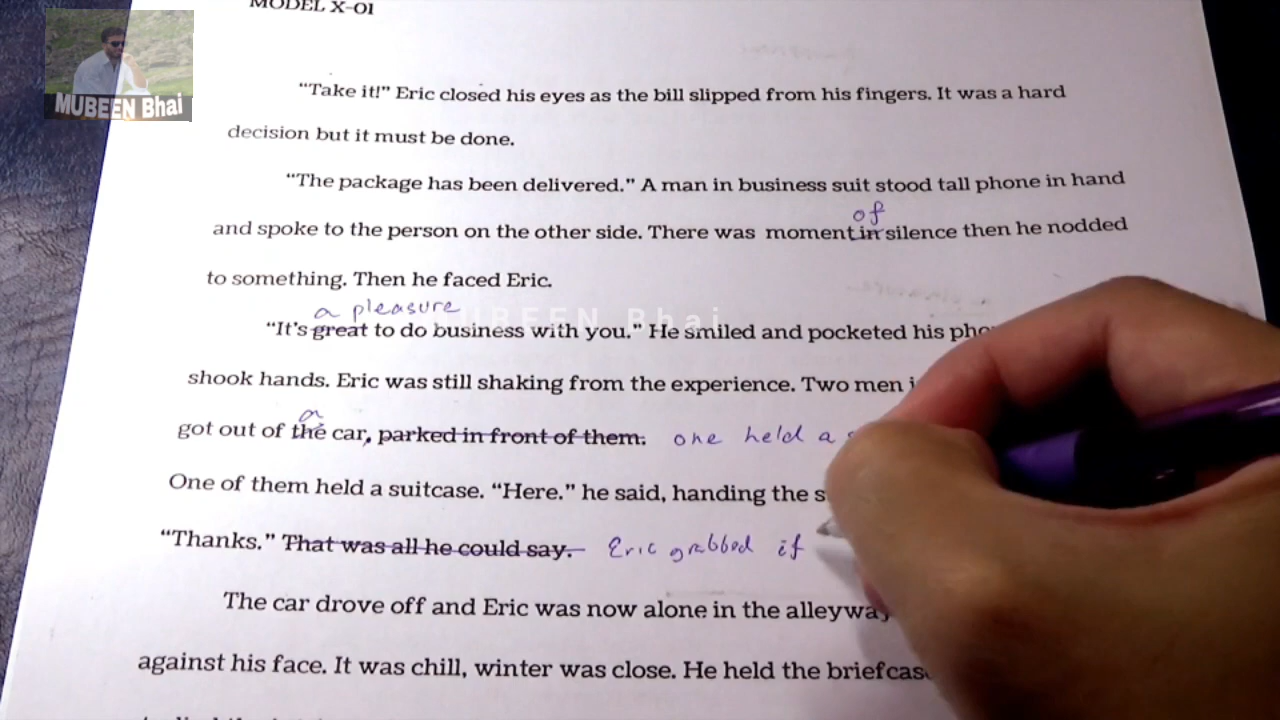 MODEL X-01
MUBEEN Bhai
"Take it!" Eric closed his eyes as the bill slipped from his fingers. It was a hard
decision but it must be done.
"The package has been delivered." A man in business suit stood tall phone in hand
of
and spoke to the person on the other side. There was moment in silence then he nodded
to something. Then he faced Eric.
a pleasure
MUBEEN Bhai
"It's great to do business with you." He smiled and pocketed his
shook hands. Eric was still shaking from the experience. Two men
a
got out of the car, parked in front of them. one held a
One of them held a suitcase. "Here." he said, handing the
"Thanks." That was all he could say. Eric grabbed if
The car drove off and Eric was now alone in the alleyway
against his face. It was chill, winter was close. He held the